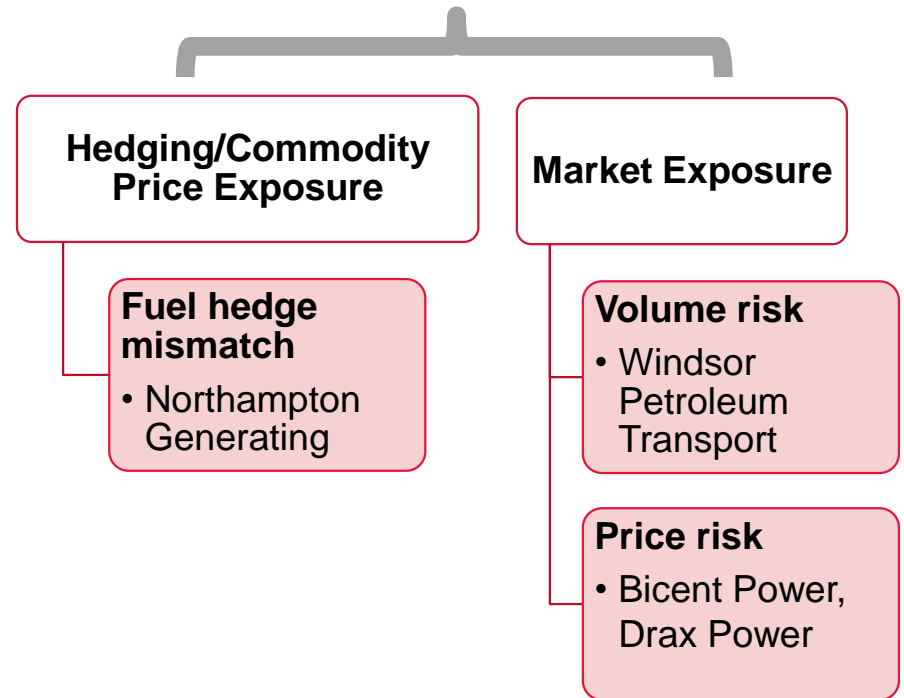 Hedging/Commodity
Price Exposure
Fuel hedge
mismatch
• Northampton
Generating
Market Exposure
Volume risk
• Windsor
Petroleum
Transport
Price risk
• Bicent Power,
Drax Power